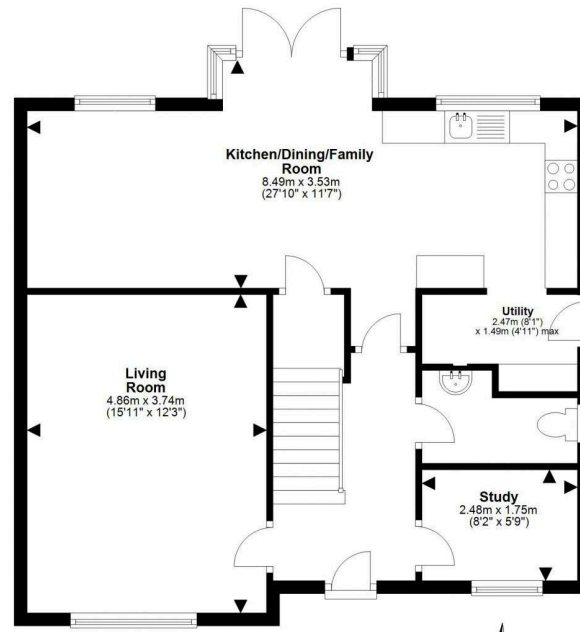 Kitchen/Dining/Family
Room
8.49m x 3.53m
(27'10" x 11'7")
Utility
2.47m (8'1")
x 1.49m (4'11") max
Living
Room
4.86m x 3.74m
(15'11" x 12'3")
Study
2.48m x 1.75m
(8'2" x 5'9")